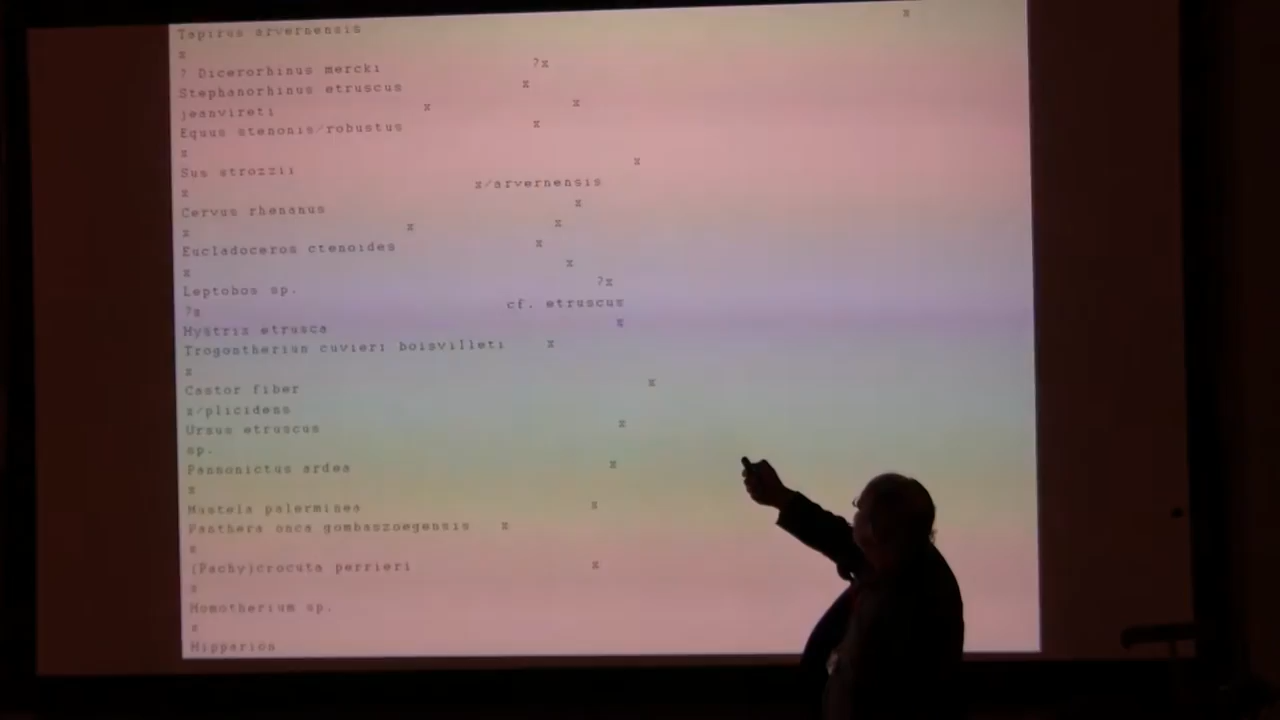 x
Tapirus arvernensis
x
? Dicerorhinus mercki ?x
Stephanorhinus etruscus x
jeanvireti x x
Equus stenonis/robustus x
x
Sus strozzii x
x x/arvernensis
Cervus rhenanus x
x x x
Eucladoceros ctenoides x
x x
Leptobos sp. ?x
?x cf. etruscus
Hystrix etrusca x
Trogontherium cuvieri boisvilleti x
x
Castor fiber x
x/plicidens
Ursus etruscus x
sp.
Pannonictus ardea x
x
Mustela palerminea x
Panthera onca gombaszoegensis x
x
(Pachy)crocuta perrieri x
x
Homotherium sp.
x
Hipparion